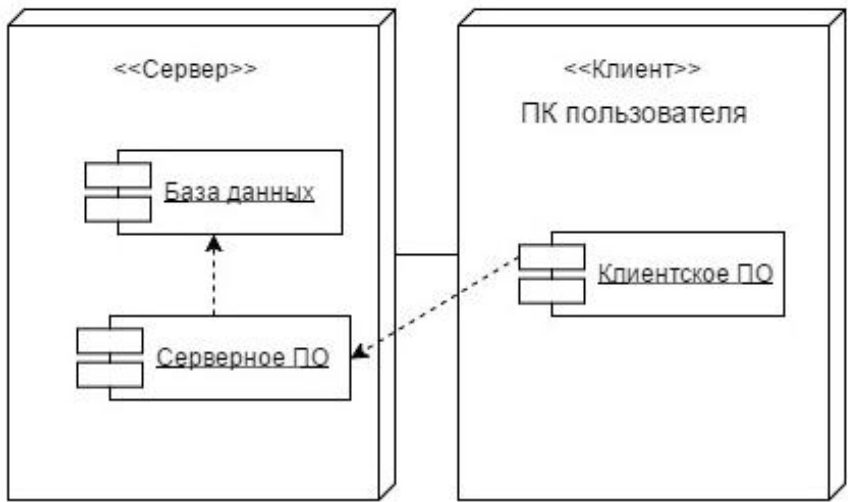 <<Сервер>>
База данных
Серверное ПО
<<Клиент>>
ПК пользователя
Клиентское ПО